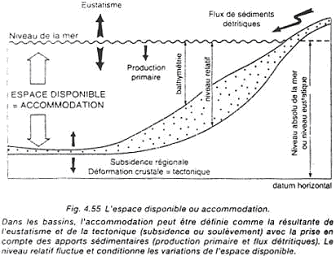 Eustatisme
Flux de sédiments
détritiques
Niveau de la mer
Production
primaire
bathymétrie
niveau relatif
ESPACE DISPONIBLE
= ACCOMMODATION
Niveau absolu de la mer
ou niveau eustatique
Subsidence régionale
Déformation crustale = tectonique
datum horizontal
Fig. 4.55 L'espace disponible ou accommodation.
Dans les bassins, l'accommodation peut être définie comme la résultante de
l'eustatisme et de la tectonique (subsidence ou soulèvement) avec la prise en
compte des apports sédimentaires (production primaire et flux détritiques). Le
niveau relatif fluctue et conditionne les variations de l'espace disponible.